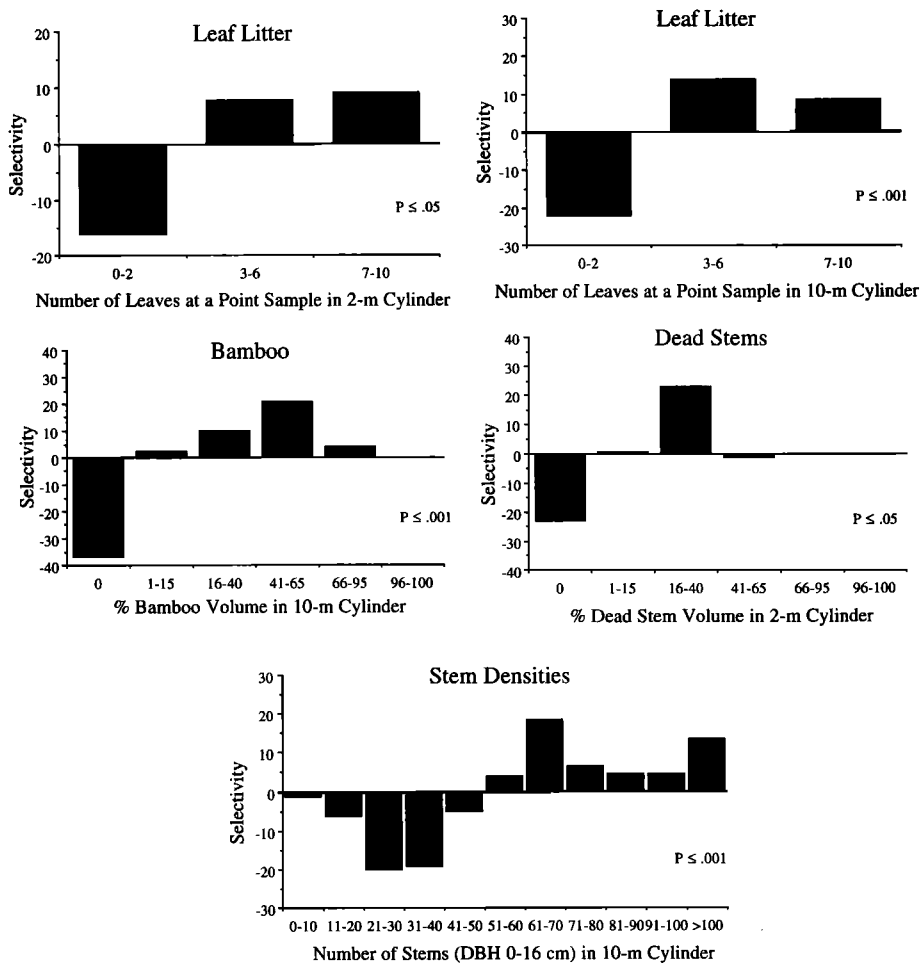 Leaf Litter
20
10
0
-10
-20
Selectivity
P ≤ .05
0-2 3-6 7-10
Number of Leaves at a Point Sample in 2-m Cylinder
Leaf Litter
30
20
10
0
-10
-20
-30
Selectivity
P ≤ .001
0-2 3-6 7-10
Number of Leaves at a Point Sample in 10-m Cylinder
Bamboo
40
30
20
10
0
-10
-20
-30
-40
Selectivity
P ≤ .001
0 1-15 16-40 41-65 66-95 96-100
% Bamboo Volume in 10-m Cylinder
Dead Stems
40
30
20
10
0
-10
-20
-30
-40
Selectivity
P ≤ .05
0 1-15 16-40 41-65 66-95 96-100
% Dead Stem Volume in 2-m Cylinder
Stem Densities
30
20
10
0
-10
-20
-30
Selectivity
P ≤ .001
0-10 11-20 21-30 31-40 41-50 51-60 61-70 71-80 81-90 91-100 >100
Number of Stems (DBH 0-16 cm) in 10-m Cylinder